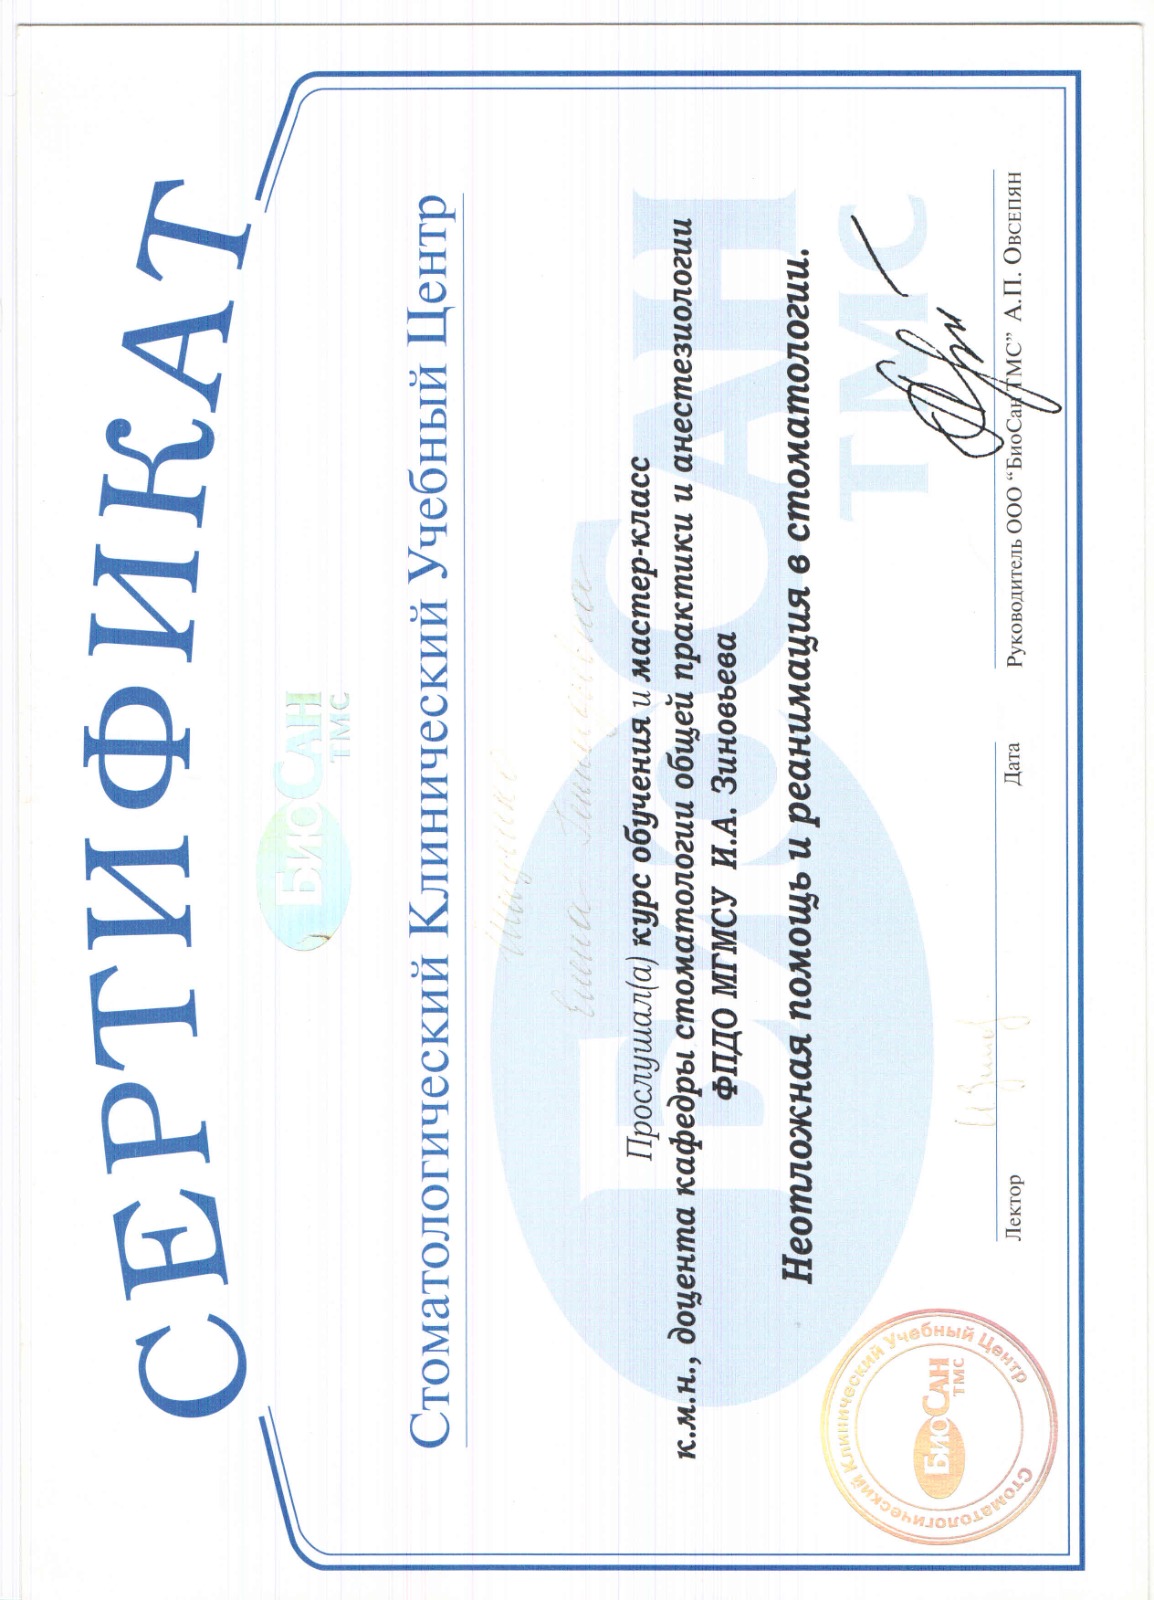 СЕРТИФИКАТ
БиоСан
ТМС
Стоматологический Клинический Учебный Центр
Елена Геннадьевна
Прослушал(а) курс обучения и мастер-класс
к.м.н., доцента кафедры стоматологии общей практики и анестезиологии
ФПДО МГМСУ И.А. Зиновьева
Неотложная помощь и реанимация в стоматологии.
БиоСан
ТМС
Стоматологический Клинический Учебный Центр
БиоСан
ТМС
Лектор Дата
Руководитель ООО “БиоСан ТМС” А.П. Овсепян